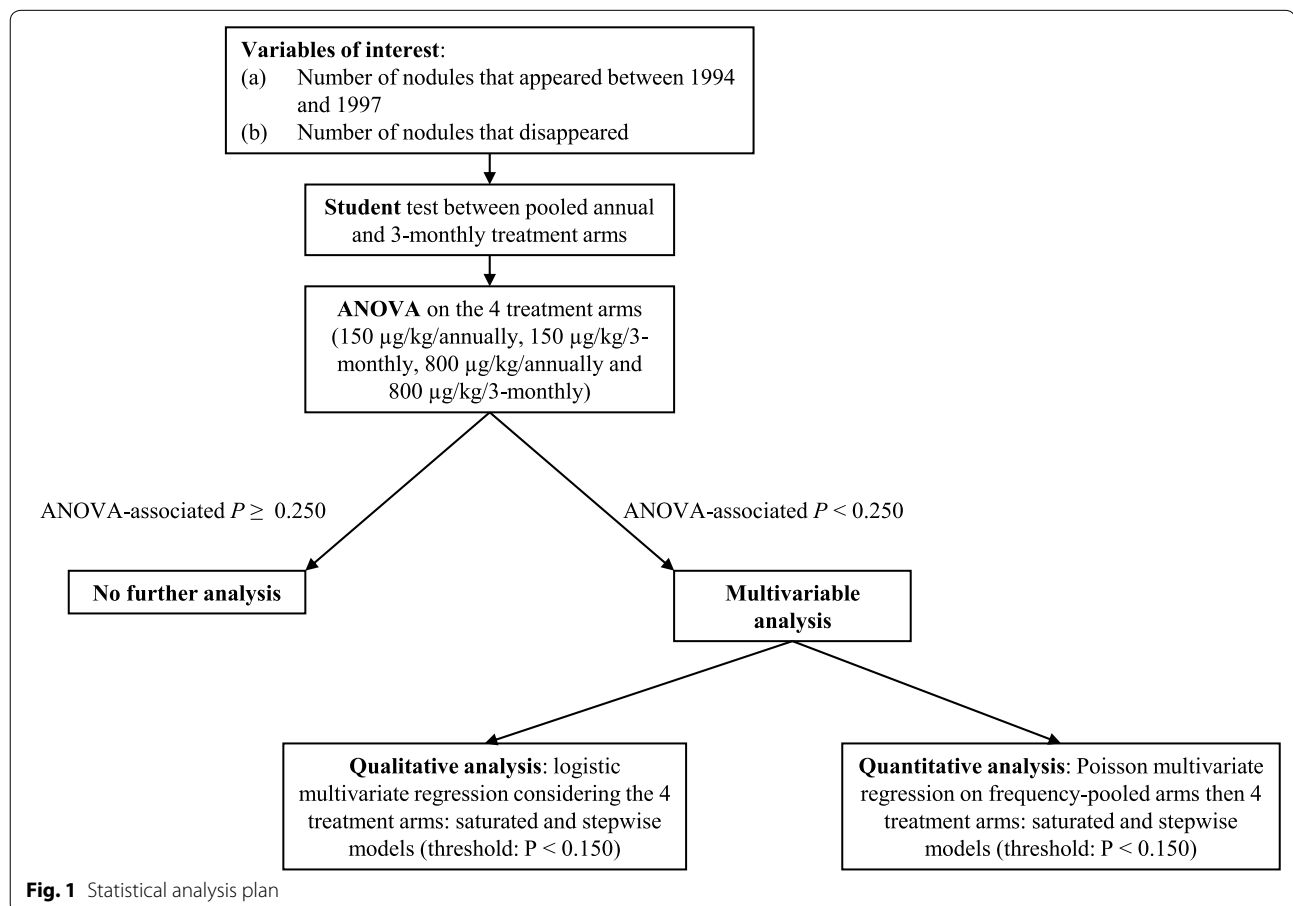 Variables of interest:
(a) Number of nodules that appeared between 1994
and 1997
(b) Number of nodules that disappeared
Student test between pooled annual
and 3-monthly treatment arms
ANOVA on the 4 treatment arms
(150 µg/kg/annually, 150 µg/kg/3-
monthly, 800 µg/kg/annually and
800 µg/kg/3-monthly)
ANOVA-associated P ≥ 0.250
ANOVA-associated P < 0.250
No further analysis
Multivariable
analysis
Qualitative analysis: logistic
multivariate regression considering the 4
treatment arms: saturated and stepwise
models (threshold: P < 0.150)
Quantitative analysis: Poisson multivariate
regression on frequency-pooled arms then 4
treatment arms: saturated and stepwise
models (threshold: P < 0.150)
Fig. 1 Statistical analysis plan